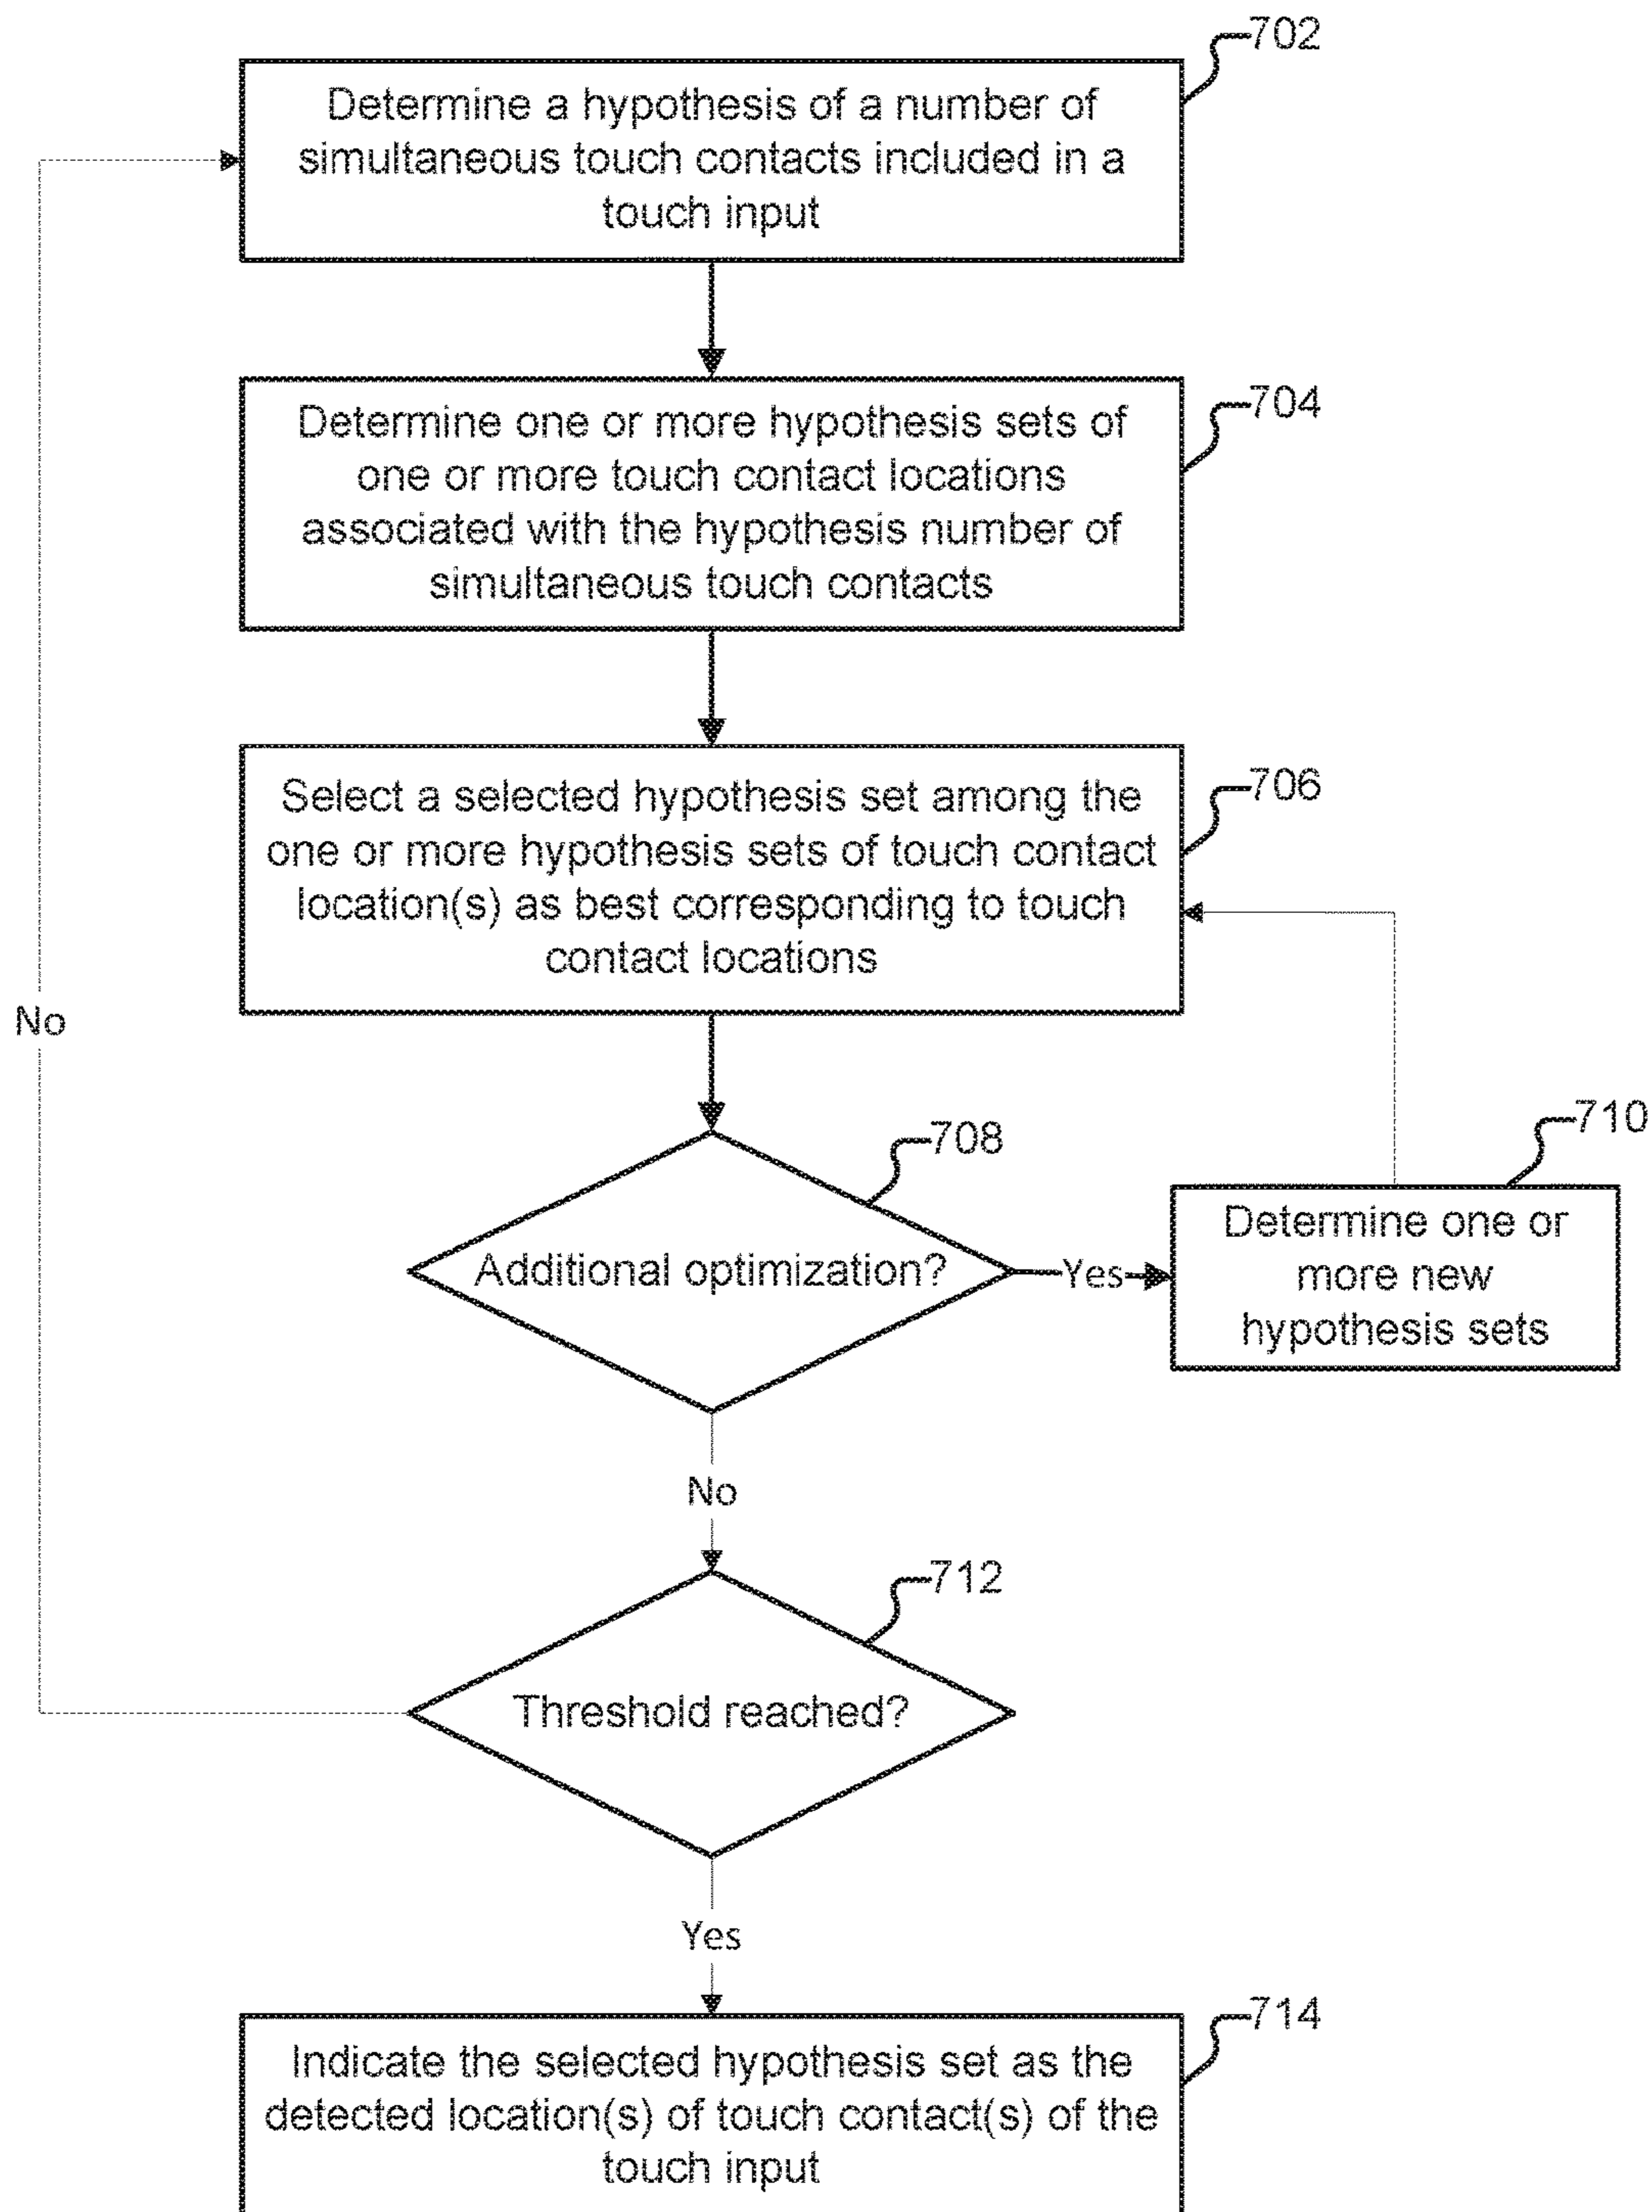 702
Determine a hypothesis of a number of
simultaneous touch contacts included in a
touch input
704
Determine one or more hypothesis sets of
one or more touch contact locations
associated with the hypothesis number of
simultaneous touch contacts
706
Select a selected hypothesis set among the
one or more hypothesis sets of touch contact
location(s) as best corresponding to touch
contact locations
No
708
Additional optimization?
Yes
710
Determine one or
more new
hypothesis sets
No
712
Threshold reached?
Yes
714
Indicate the selected hypothesis set as the
detected location(s) of touch contact(s) of the
touch input